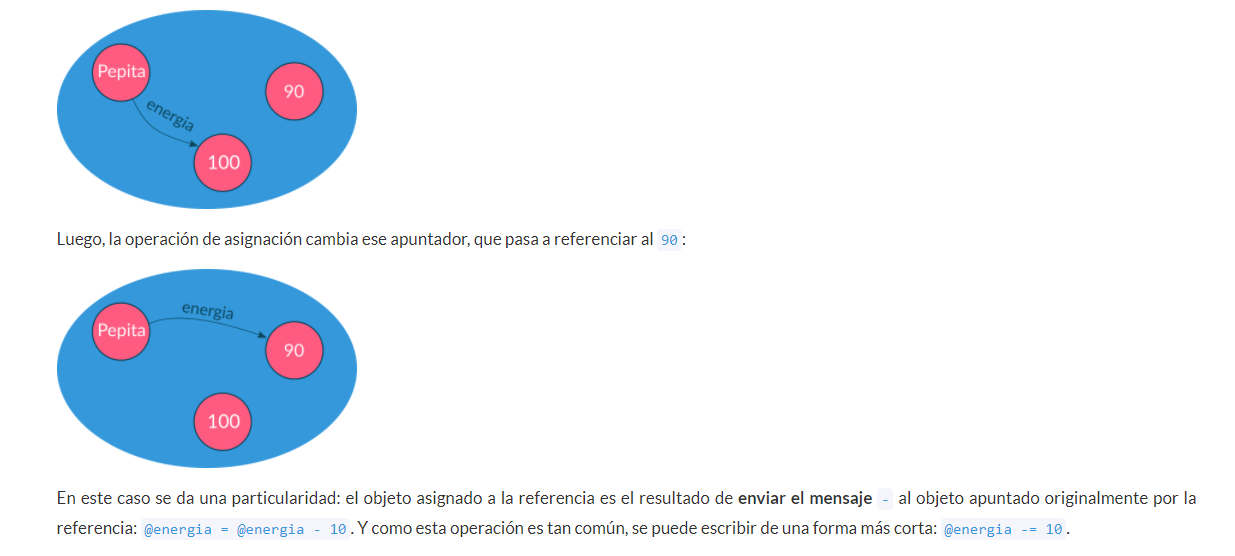 Pepita
90
energia
100
Luego, la operación de asignación cambia ese apuntador, que pasa a referenciar al 90 :
energia
Pepita
90
100
En este caso se da una particularidad: el objeto asignado a la referencia es el resultado de enviar el mensaje - al objeto apuntado originalmente por la
referencia: @energia = @energia - 10 . Y como esta operación es tan común, se puede escribir de una forma más corta: @energia -= 10 .